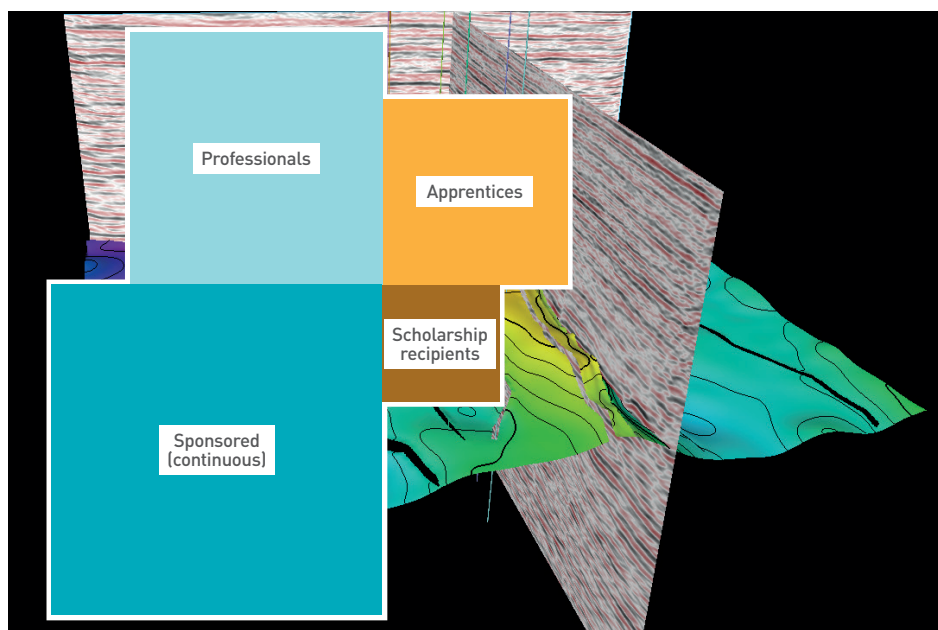 Professionals
Apprentices
Scholarship
recipients
Sponsored
(continuous)